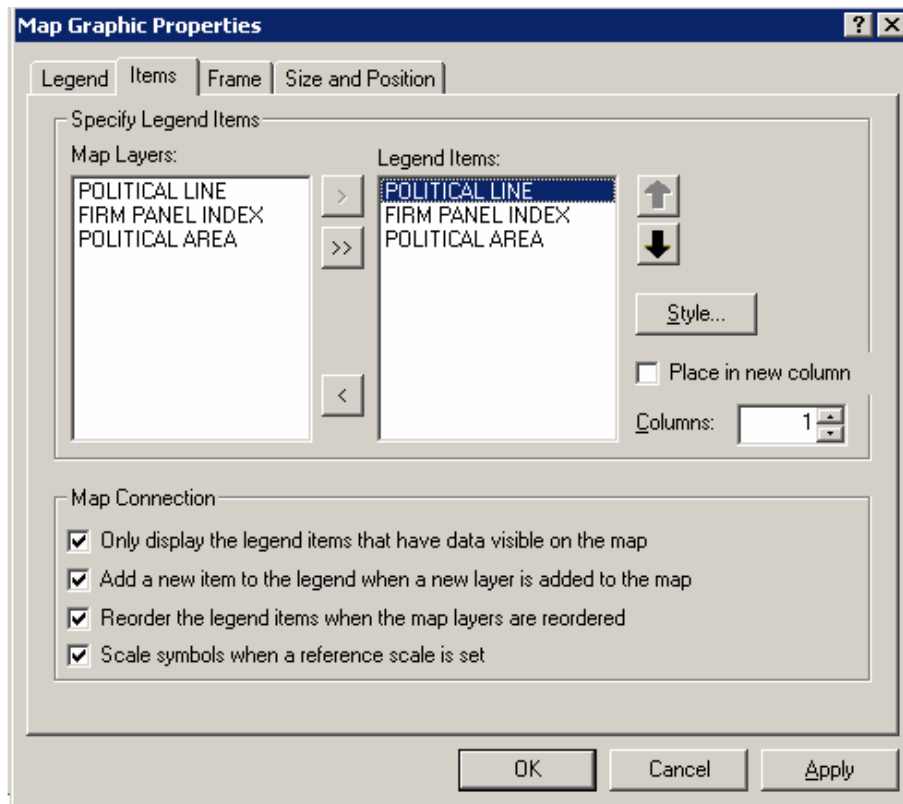 Map Graphic Properties
Legend Items Frame Size and Position
Specify Legend Items
Map Layers:
POLITICAL LINE
FIRM PANEL INDEX
POLITICAL AREA
>
>>
<
Legend Items:
POLITICAL LINE
FIRM PANEL INDEX
POLITICAL AREA
Style...
Place in new column
Columns: 1
Map Connection
Only display the legend items that have data visible on the map
Add a new item to the legend when a new layer is added to the map
Reorder the legend items when the map layers are reordered
Scale symbols when a reference scale is set
OK Cancel Apply